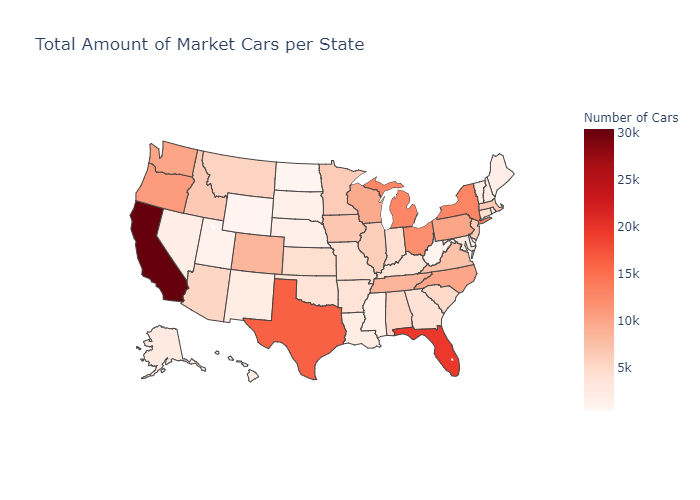 Total Amount of Market Cars per State
Number of Cars
30k
25k
20k
15k
10k
5k